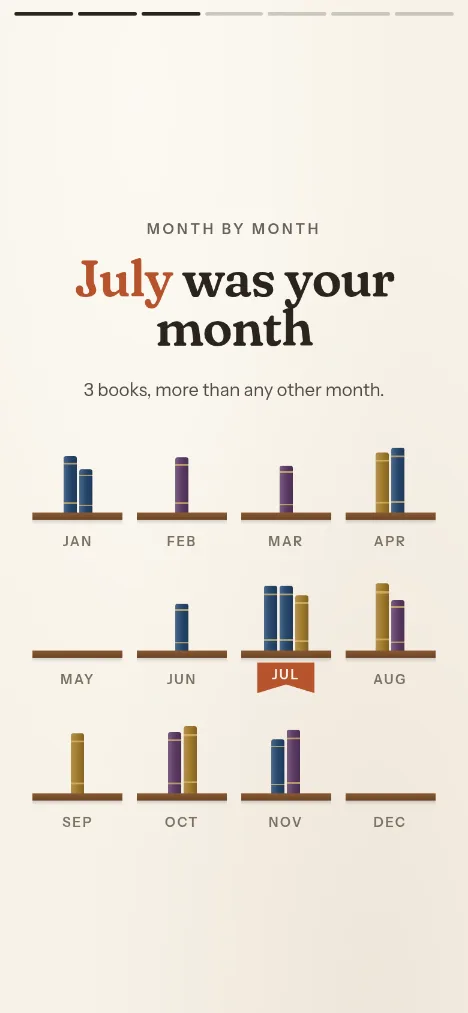 MONTH BY MONTH
July was your
month
3 books, more than any other month.
JAN
FEB
MAR
APR
MAY
JUN
JUL
AUG
SEP
OCT
NOV
DEC